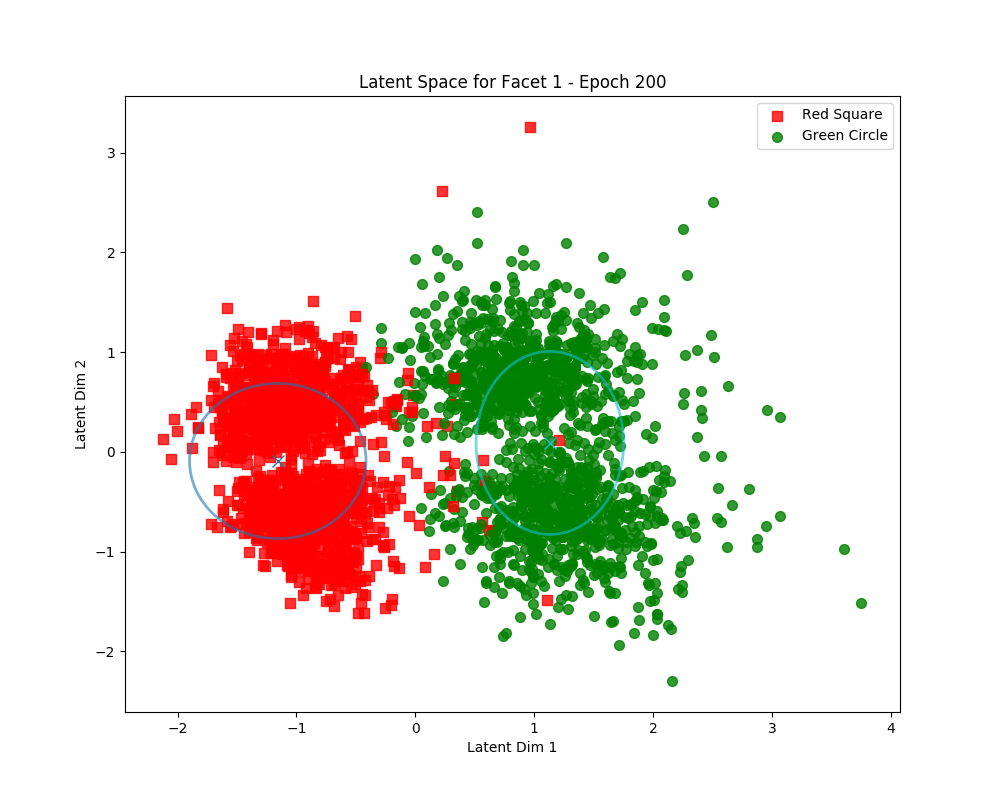 Latent Space for Facet 1 - Epoch 200
Red Square
Green Circle
Latent Dim 2
3
2
1
0
−1
−2
−2
−1
0
1
2
3
4
Latent Dim 1